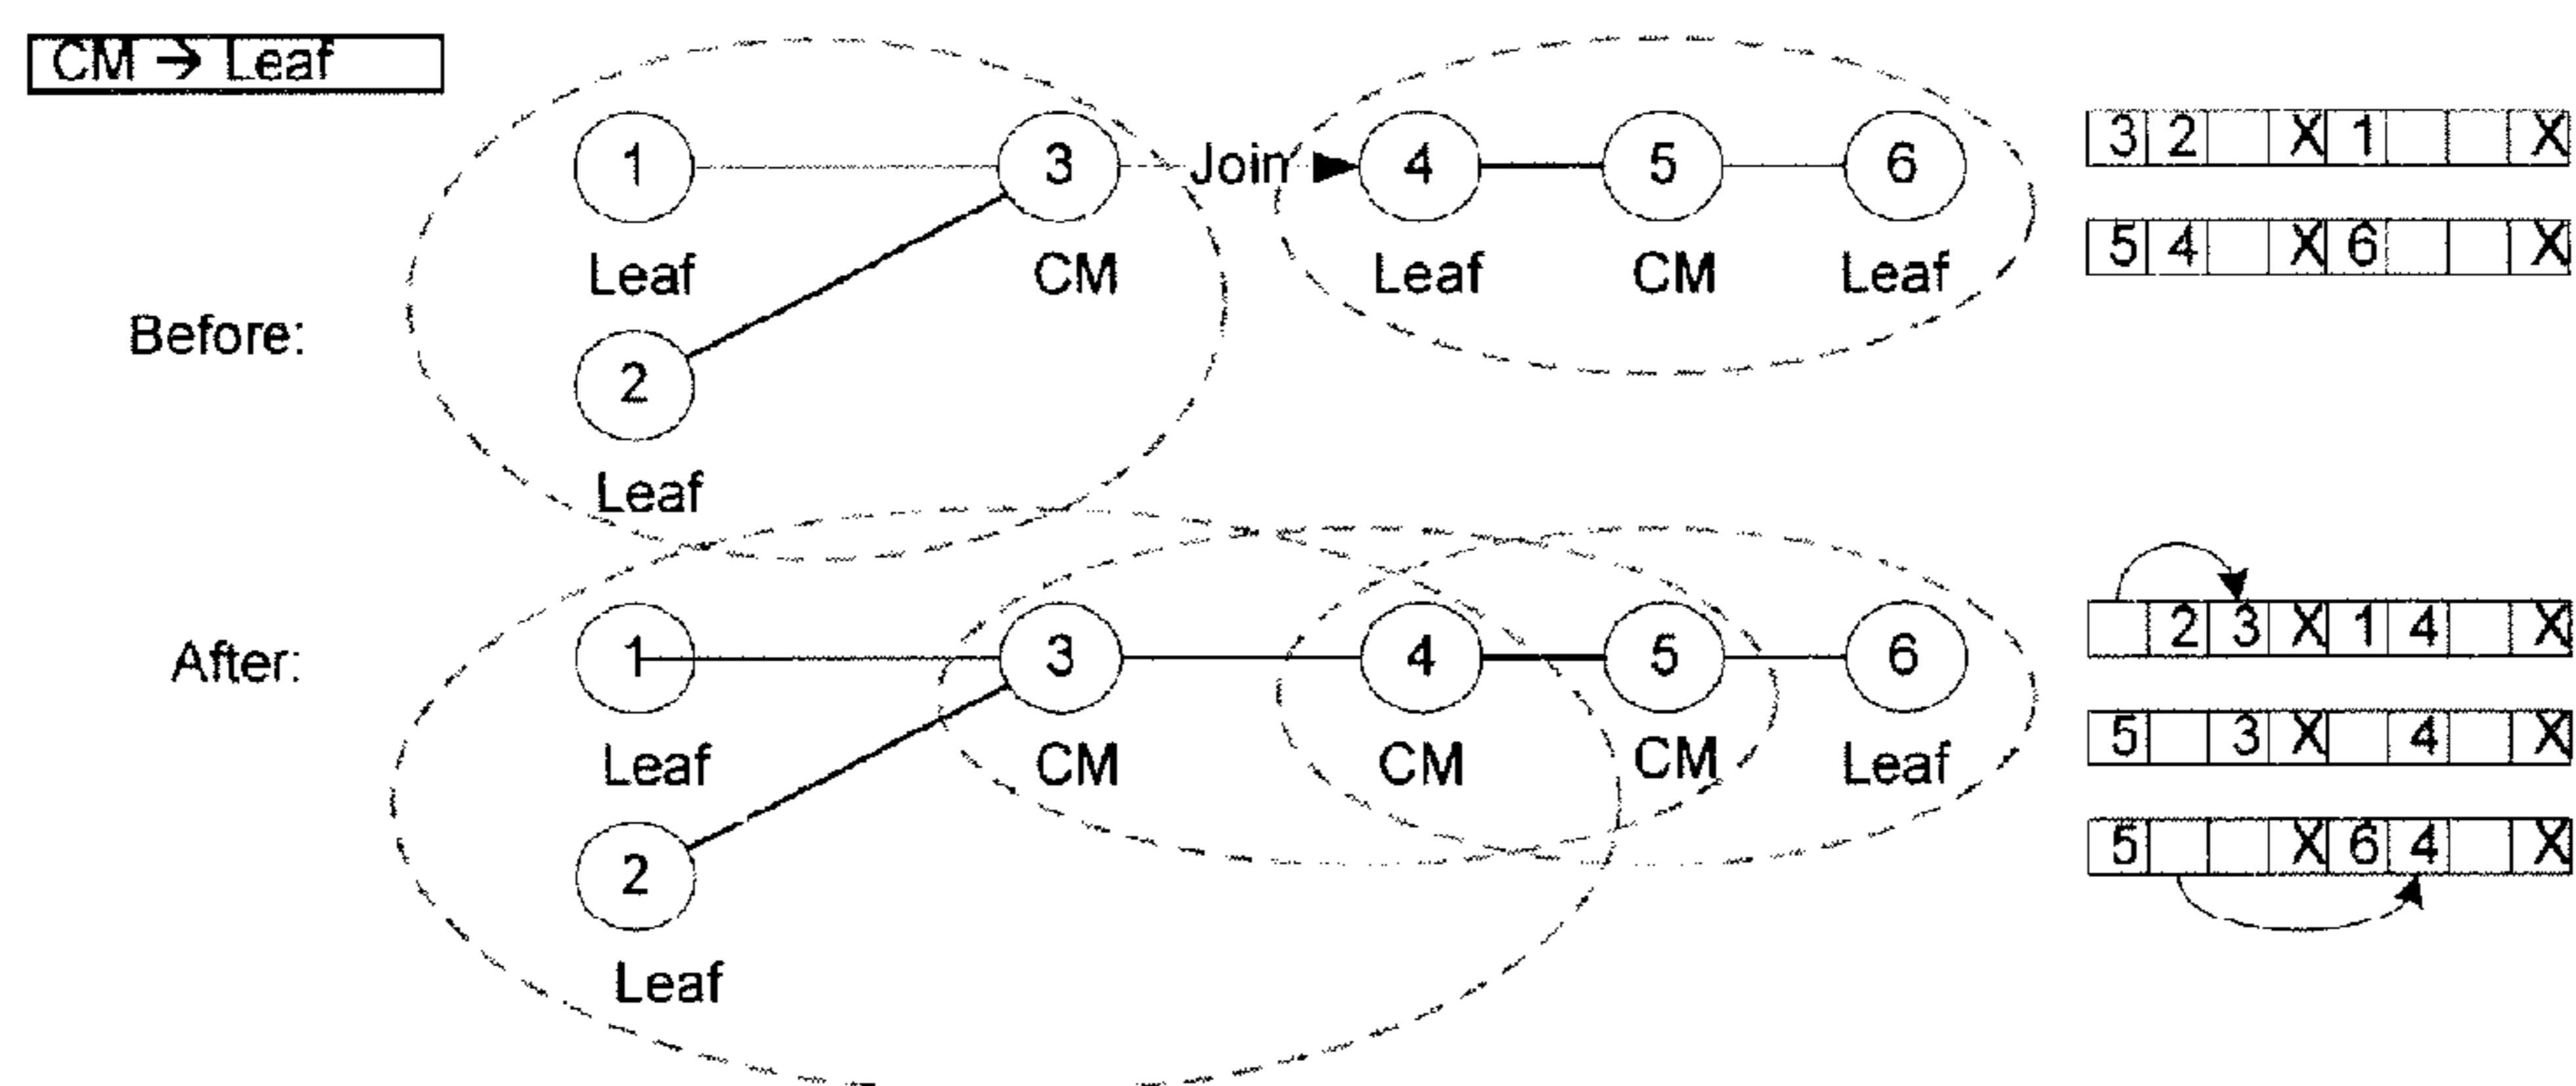 CM → Leaf
1 3 Join 4 5 6
3 2 X 1 X
Leaf CM Leaf CM Leaf
5 4 X 6 X
Before:
2
Leaf
After:
1 3 4 5 6
2 3 X 1 4 X
Leaf CM CM CM Leaf
5 3 X 4 X
2
5 X 6 4 X
Leaf